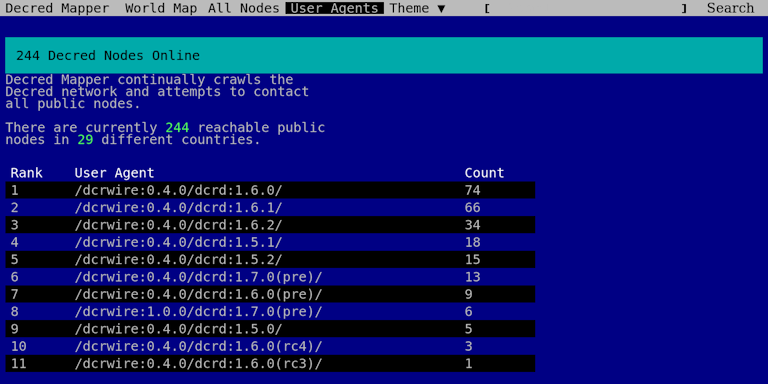 Decred Mapper World Map All Nodes User Agents Theme ▼ [ ] Search
244 Decred Nodes Online
Decred Mapper continually crawls the
Decred network and attempts to contact
all public nodes.
There are currently 244 reachable public
nodes in 29 different countries.
Rank User Agent Count
1 /dcrwire:0.4.0/dcrd:1.6.0/ 74
2 /dcrwire:0.4.0/dcrd:1.6.1/ 66
3 /dcrwire:0.4.0/dcrd:1.6.2/ 34
4 /dcrwire:0.4.0/dcrd:1.5.1/ 18
5 /dcrwire:0.4.0/dcrd:1.5.2/ 15
6 /dcrwire:0.4.0/dcrd:1.7.0(pre)/ 13
7 /dcrwire:0.4.0/dcrd:1.6.0(pre)/ 9
8 /dcrwire:1.0.0/dcrd:1.7.0(pre)/ 6
9 /dcrwire:0.4.0/dcrd:1.5.0/ 5
10 /dcrwire:0.4.0/dcrd:1.6.0(rc4)/ 3
11 /dcrwire:0.4.0/dcrd:1.6.0(rc3)/ 1